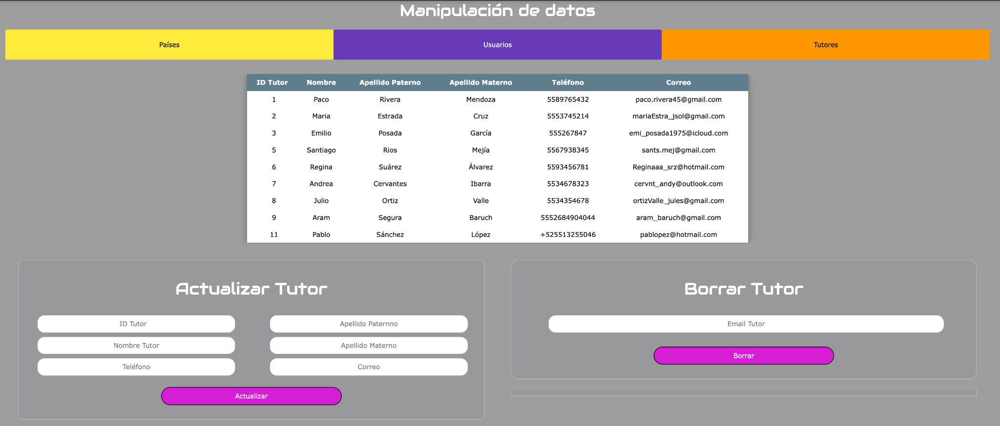 Manipulación de datos
Países Usuarios Tutores
ID Tutor Nombre Apellido Paterno Apellido Materno Teléfono Correo
1 Paco Rivera Mendoza 5589765432 paco.rivera45@gmail.com
2 Maria Estrada Cruz 5553745214 mariaEstra_jsol@gmail.com
3 Emilio Posada García 555267847 emi_posada1975@icloud.com
5 Santiago Rios Mejía 5567938345 sants.mej@gmail.com
6 Regina Suárez Álvarez 5593456781 Reginaaa_srz@hotmail.com
7 Andrea Cervantes Ibarra 5534678323 cervnt_andy@outlook.com
8 Julio Ortiz Valle 5534354678 ortizValle_jules@gmail.com
9 Aram Segura Baruch 5552684904044 aram_baruch@gmail.com
11 Pablo Sánchez López +525513255046 pablopez@hotmail.com
Actualizar Tutor
ID Tutor Apellido Paternno
Nombre Tutor Apellido Materno
Teléfono Correo
Actualizar
Borrar Tutor
Email Tutor
Borrar